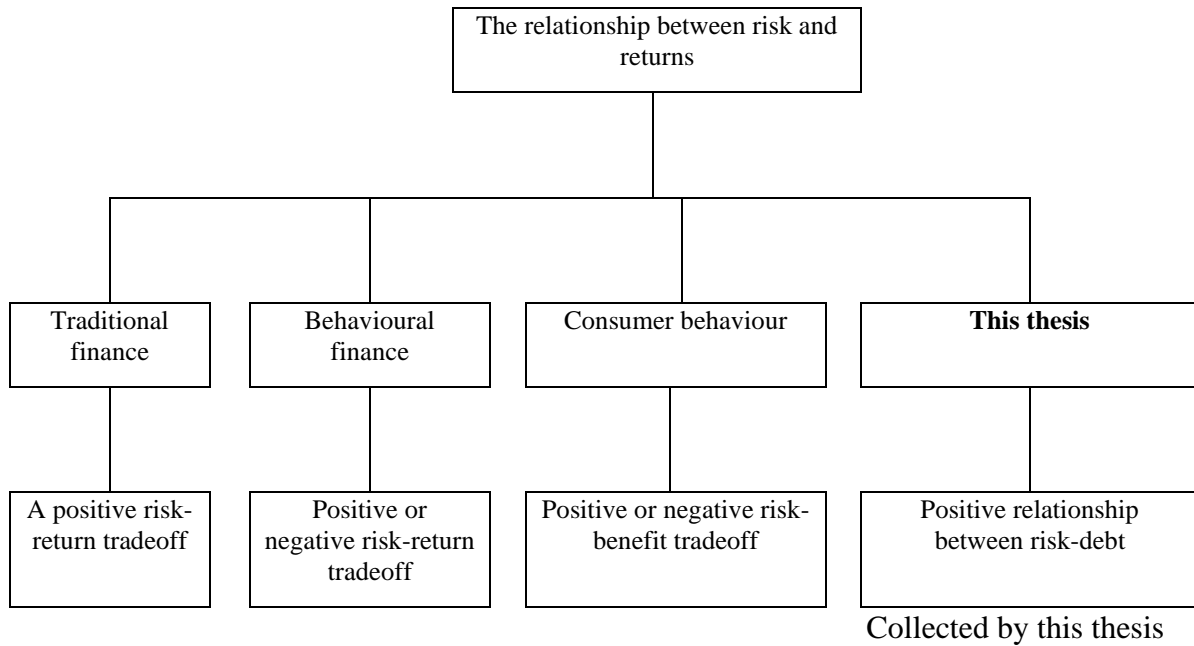 The relationship between risk and
returns
Traditional
finance
Behavioural
finance
Consumer behaviour
This thesis
A positive risk-
return tradeoff
Positive or
negative risk-return
tradeoff
Positive or negative risk-
benefit tradeoff
Positive relationship
between risk-debt
Collected by this thesis